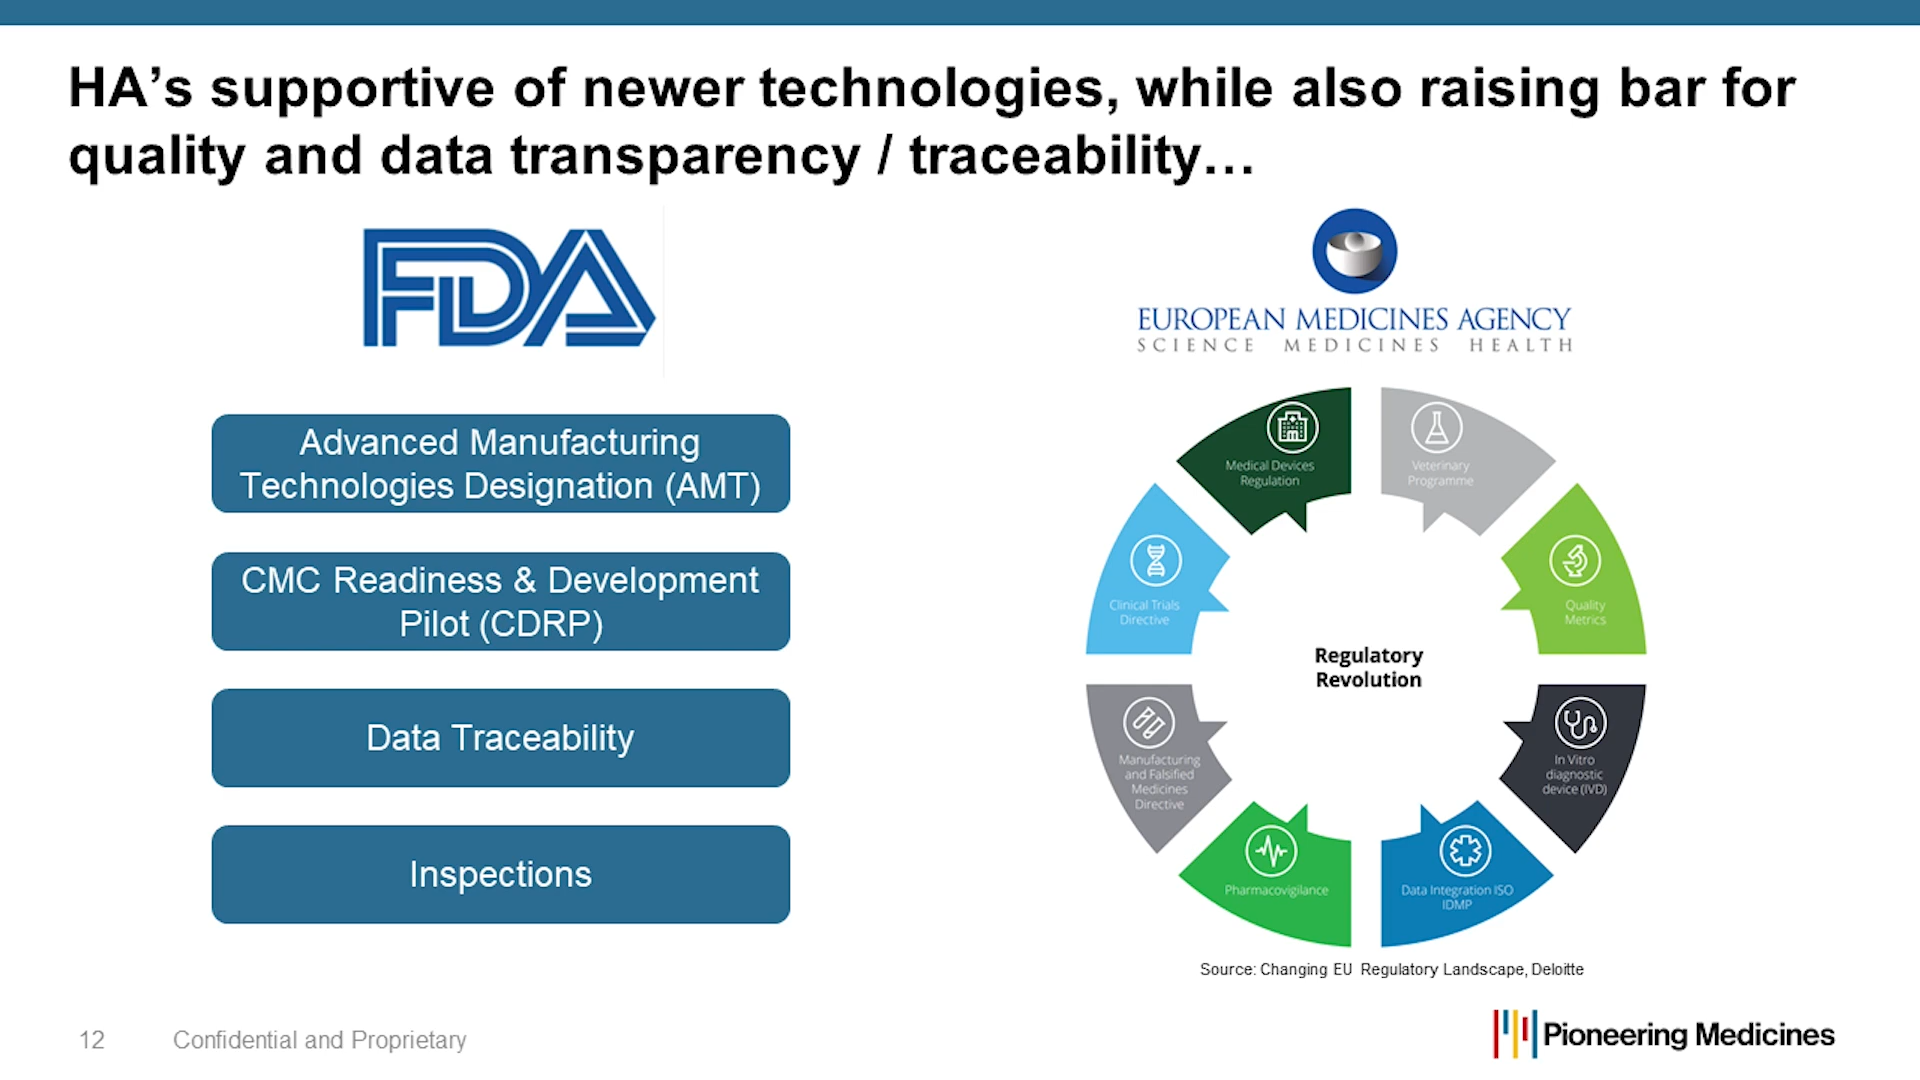 HA’s supportive of newer technologies, while also raising bar for
quality and data transparency / traceability…
FDA
Advanced Manufacturing
Technologies Designation (AMT)
CMC Readiness & Development
Pilot (CDRP)
Data Traceability
Inspections
EUROPEAN MEDICINES AGENCY
SCIENCE MEDICINES HEALTH
Medical Devices
Regulation
Veterinary
Programme
Clinical Trials
Directive
Quality
Metrics
Regulatory
Revolution
Manufacturing
and Falsified
Medicines
Directive
In Vitro
diagnostic
device (IVD)
Pharmacovigilance
Data Integration ISO
IDMP
Source: Changing EU Regulatory Landscape, Deloitte
12
Confidential and Proprietary
Pioneering Medicines